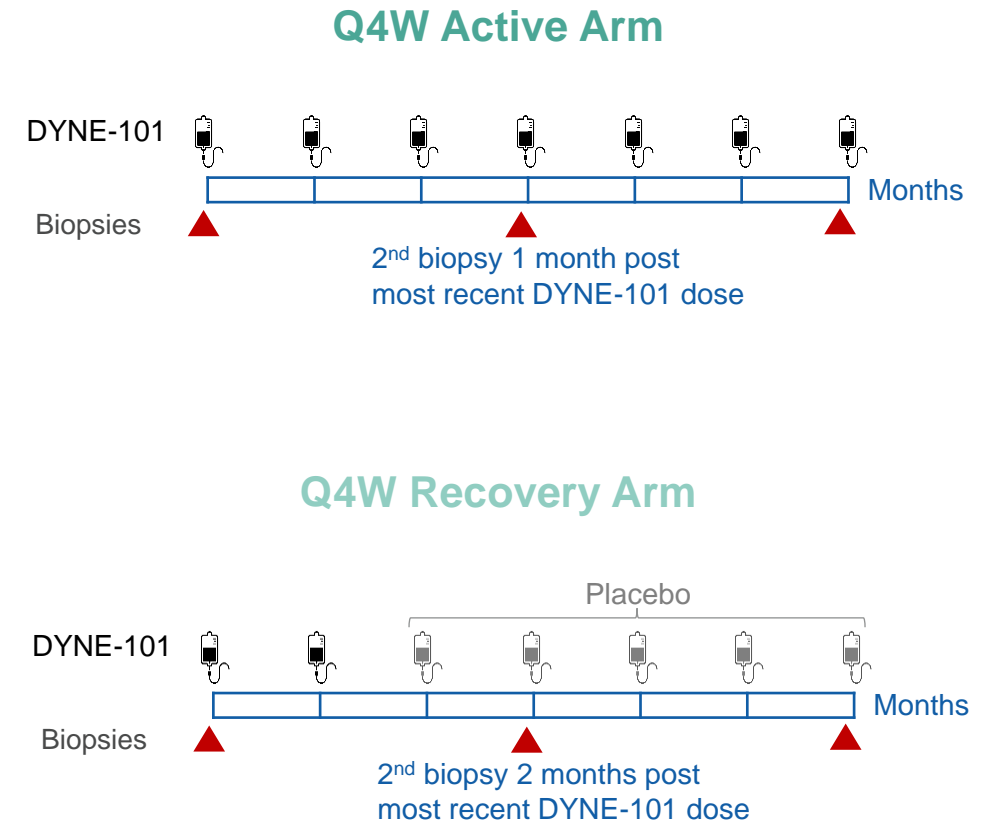 Q4W Active Arm
DYNE-101
Months
Biopsies
2nd biopsy 1 month post
most recent DYNE-101 dose
Q4W Recovery Arm
Placebo
DYNE-101
Months
Biopsies
2nd biopsy 2 months post
most recent DYNE-101 dose